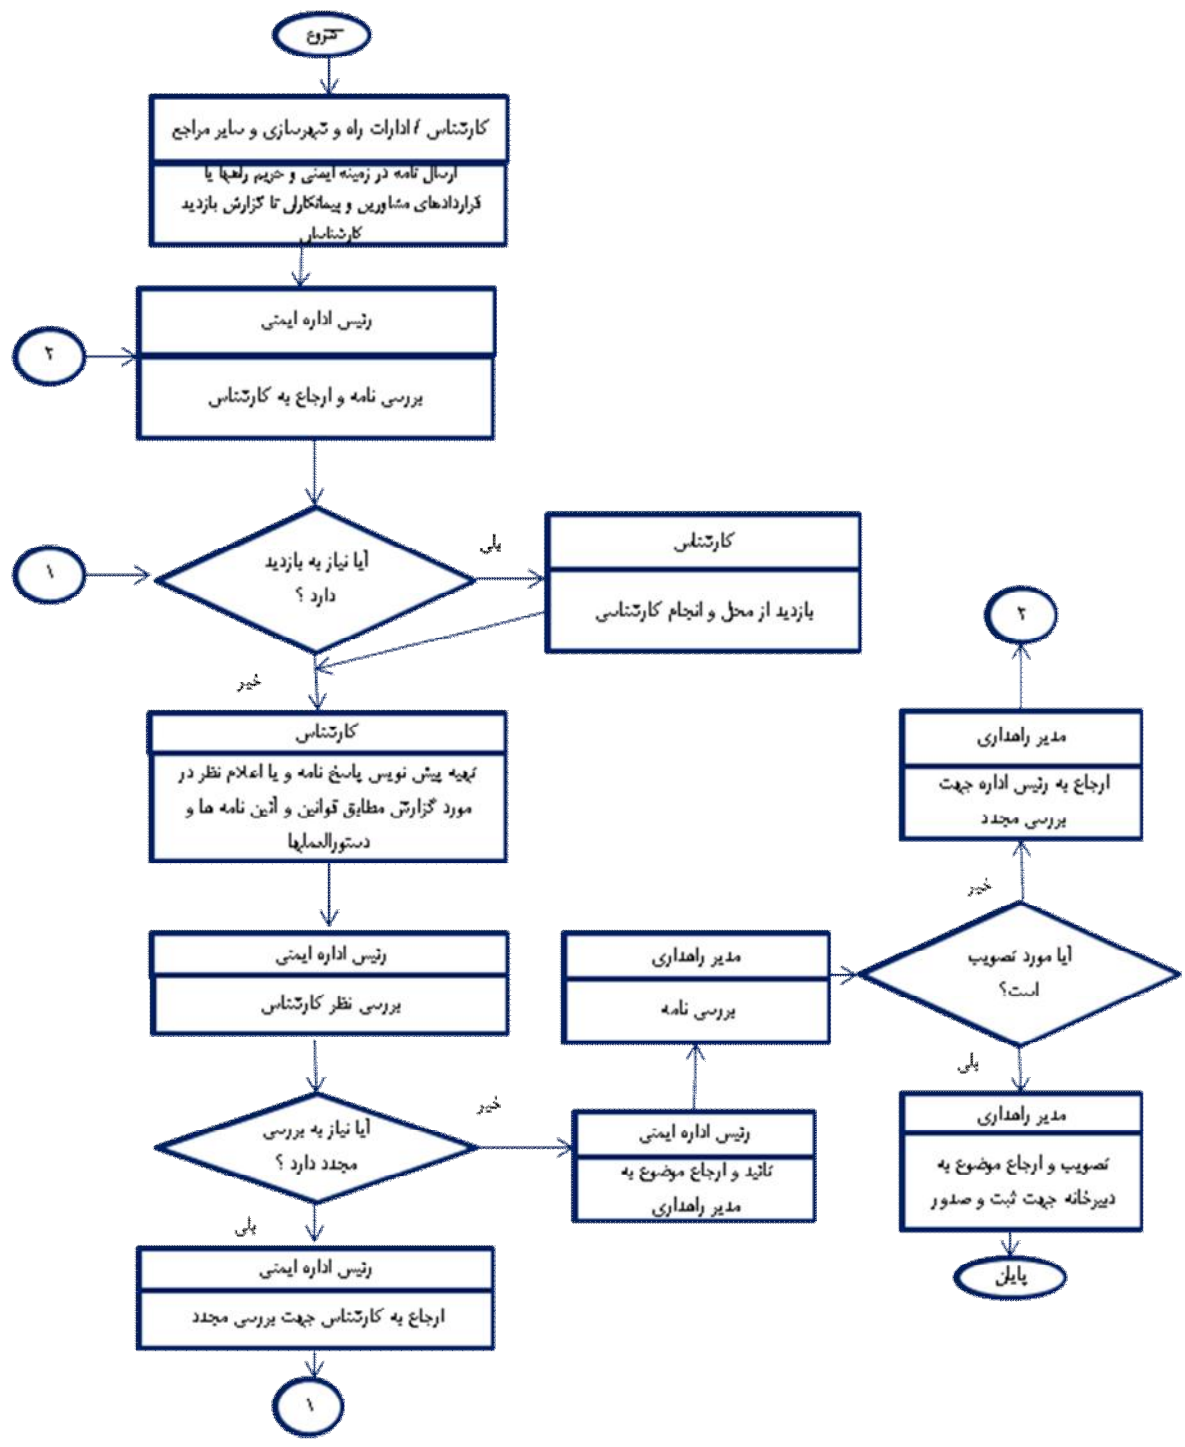 شروع
کارشناس / ادارات راه و شهرسازی و سایر مراجع
ارسال نامه در زمینه ایمنی و حریم راهها یا
قراردادهای مشاورین و پیمانکاران تا گزارش بازدید
کارشناسان
رئیس اداره ایمنی
۲
بررسی نامه و ارجاع به کارشناس
آیا نیاز به بازدید
دارد ؟
۱
بلی
کارشناس
بازدید از محل و انجام کارشناسی
خیر
کارشناس
تهیه پیش نویس پاسخ نامه و یا اعلام نظر در
مورد گزارش مطابق قوانین و آئین نامه ها و
دستورالعملها
رئیس اداره ایمنی
بررسی نظر کارشناس
آیا نیاز به بررسی
مجدد دارد ؟
بلی
رئیس اداره ایمنی
ارجاع به کارشناس جهت بررسی مجدد
۱
خیر
رئیس اداره ایمنی
تائید و ارجاع موضوع به
مدیر راهداری
مدیر راهداری
بررسی نامه
آیا مورد تصویب
است؟
خیر
مدیر راهداری
ارجاع به رئیس اداره جهت
بررسی مجدد
۲
بلی
مدیر راهداری
تصویب و ارجاع موضوع به
دبیرخانه جهت ثبت و صدور
پایان